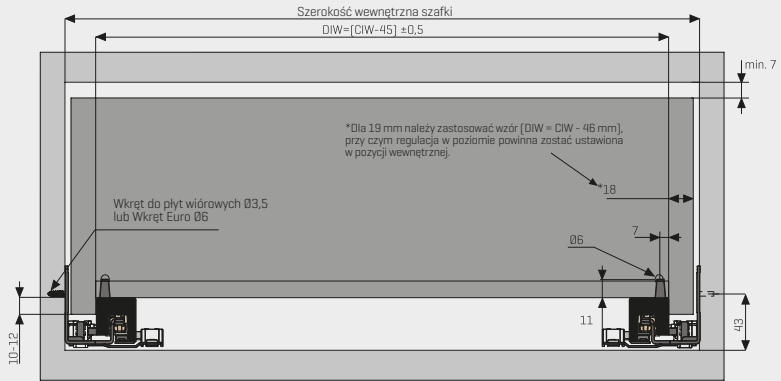 Szerokość wewnętrzna szafki
DIW=[CIW-45] ±0,5
min. 7
*Dla 19 mm należy zastosować wzór [DIW = CIW - 46 mm],
przy czym regulacja w poziomie powinna zostać ustawiona
w pozycji wewnętrznej.
*18
Wkręt do płyt wiórowych Ø3,5
lub Wkręt Euro Ø6
7
Ø6
11
43
10-12